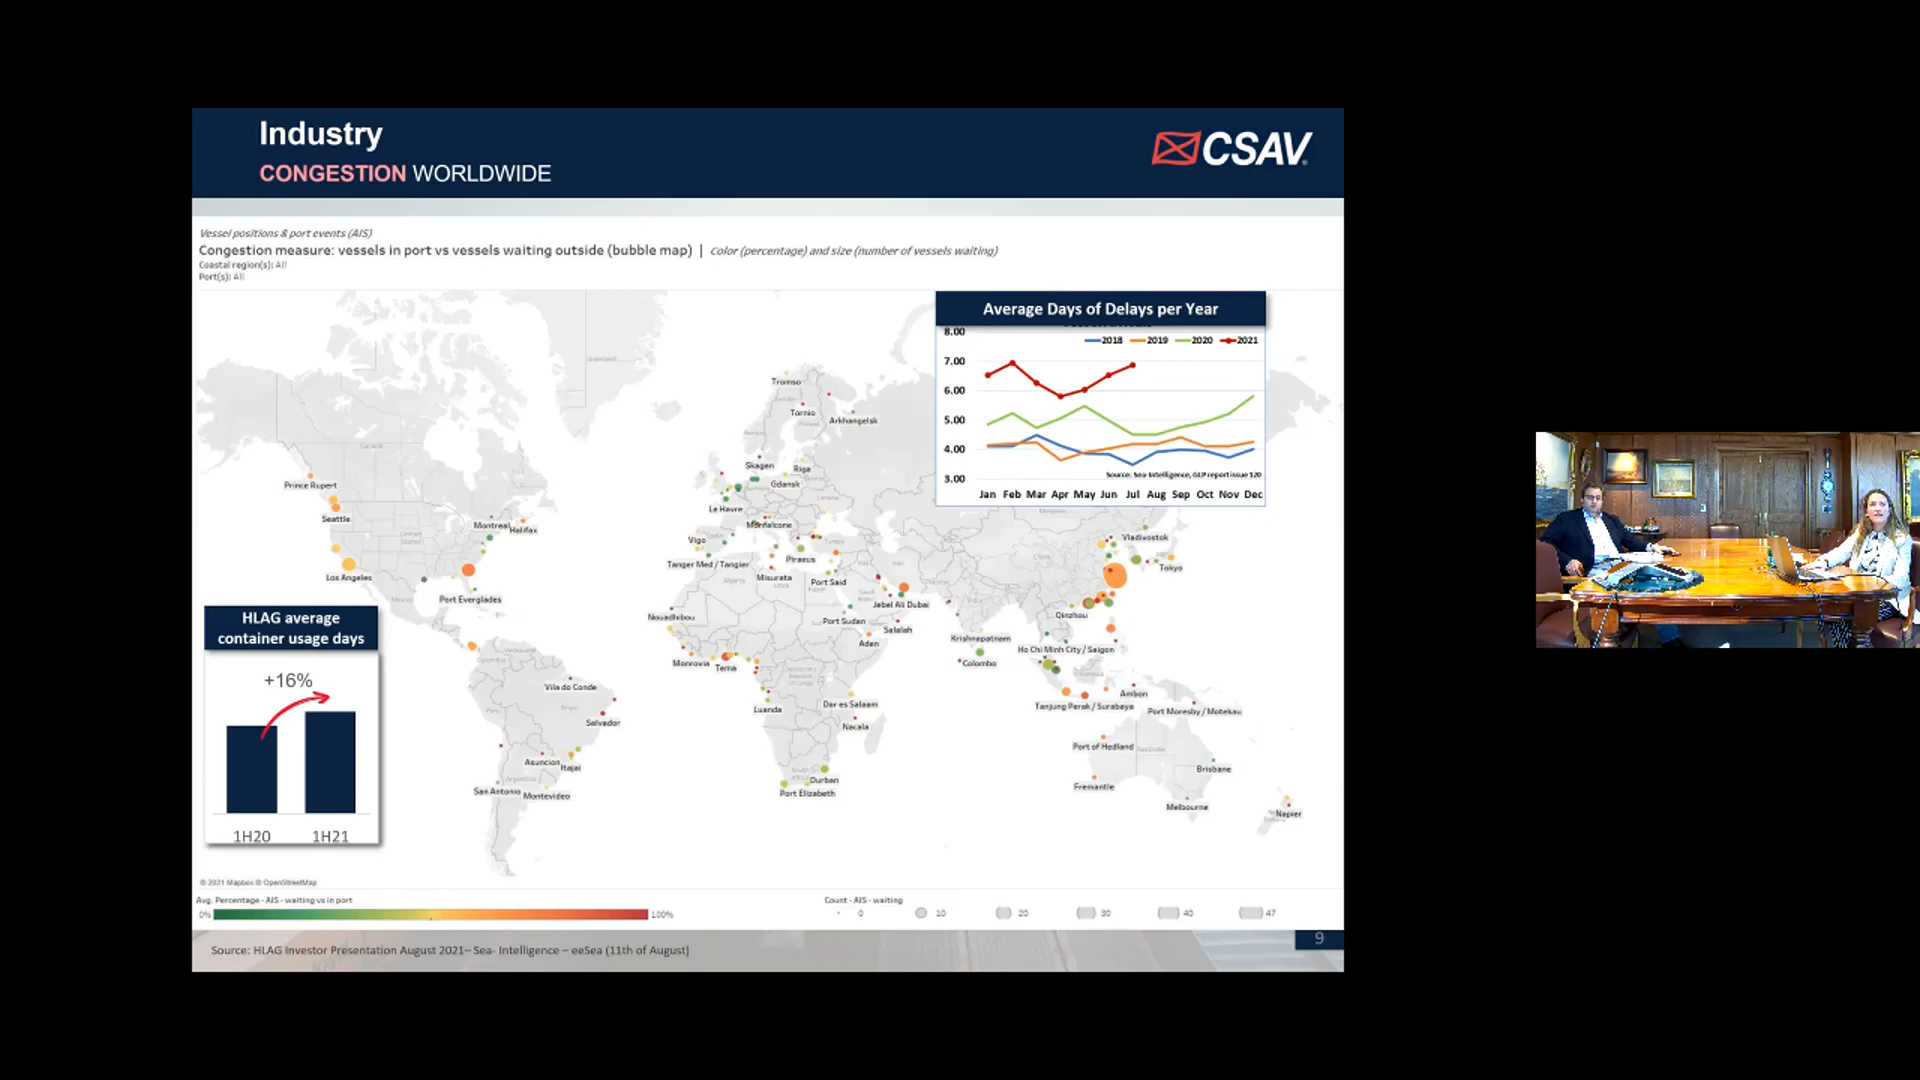 Industry
CONGESTION WORLDWIDE
CSAV
Vessel positions & port events (AIS)
Congestion measure: vessels in port vs vessels waiting outside (bubble map) | Color (percentage) and size (number of vessels waiting)
Coastal region(s): All
Port(s): All
Average Days of Delays per Year
8.00
2018 2019 2020 2021
7.00
6.00
5.00
4.00
Source: Sea-Intelligence, GLP report issue 120
3.00
Jan Feb Mar Apr May Jun Jul Aug Sep Oct Nov Dec
Tromso
Tornio
Arkhangelsk
Skagen
Riga
Gdansk
Prince Rupert
Seattle
Montreal
Halifax
Le Havre
Monfalcone
Vigo
Vladivostok
Piraeus
Tanger Med / Tangier
Tokyo
Los Angeles
Misurata
Port Said
Port Everglades
Jebel Ali Dubai
HLAG average
container usage days
Nouadhibou
Port Sudan
Salalah
Qinzhou
Aden
Krishnapatnam
Ho Chi Minh City / Saigon
Monrovia
Tema
Colombo
+16%
Vila do Conde
Ambon
Luanda
Dar es Salaam
Tanjung Perak / Surabaya
Port Moresby / Motekau
Salvador
Nacala
Port of Hedland
Asuncion
Itajai
Brisbane
Durban
San Antonio
Montevideo
Port Elizabeth
Fremantle
Melbourne
Napier
1H20 1H21
© 2021 Mapbox © OpenStreetMap
Avg. Percentage - AIS - waiting vs in port
0% 100%
Count - AIS - waiting
0 10 20 30 40 47
Source: HLAG Investor Presentation August 2021– Sea- Intelligence – eeSea (11th of August)
9